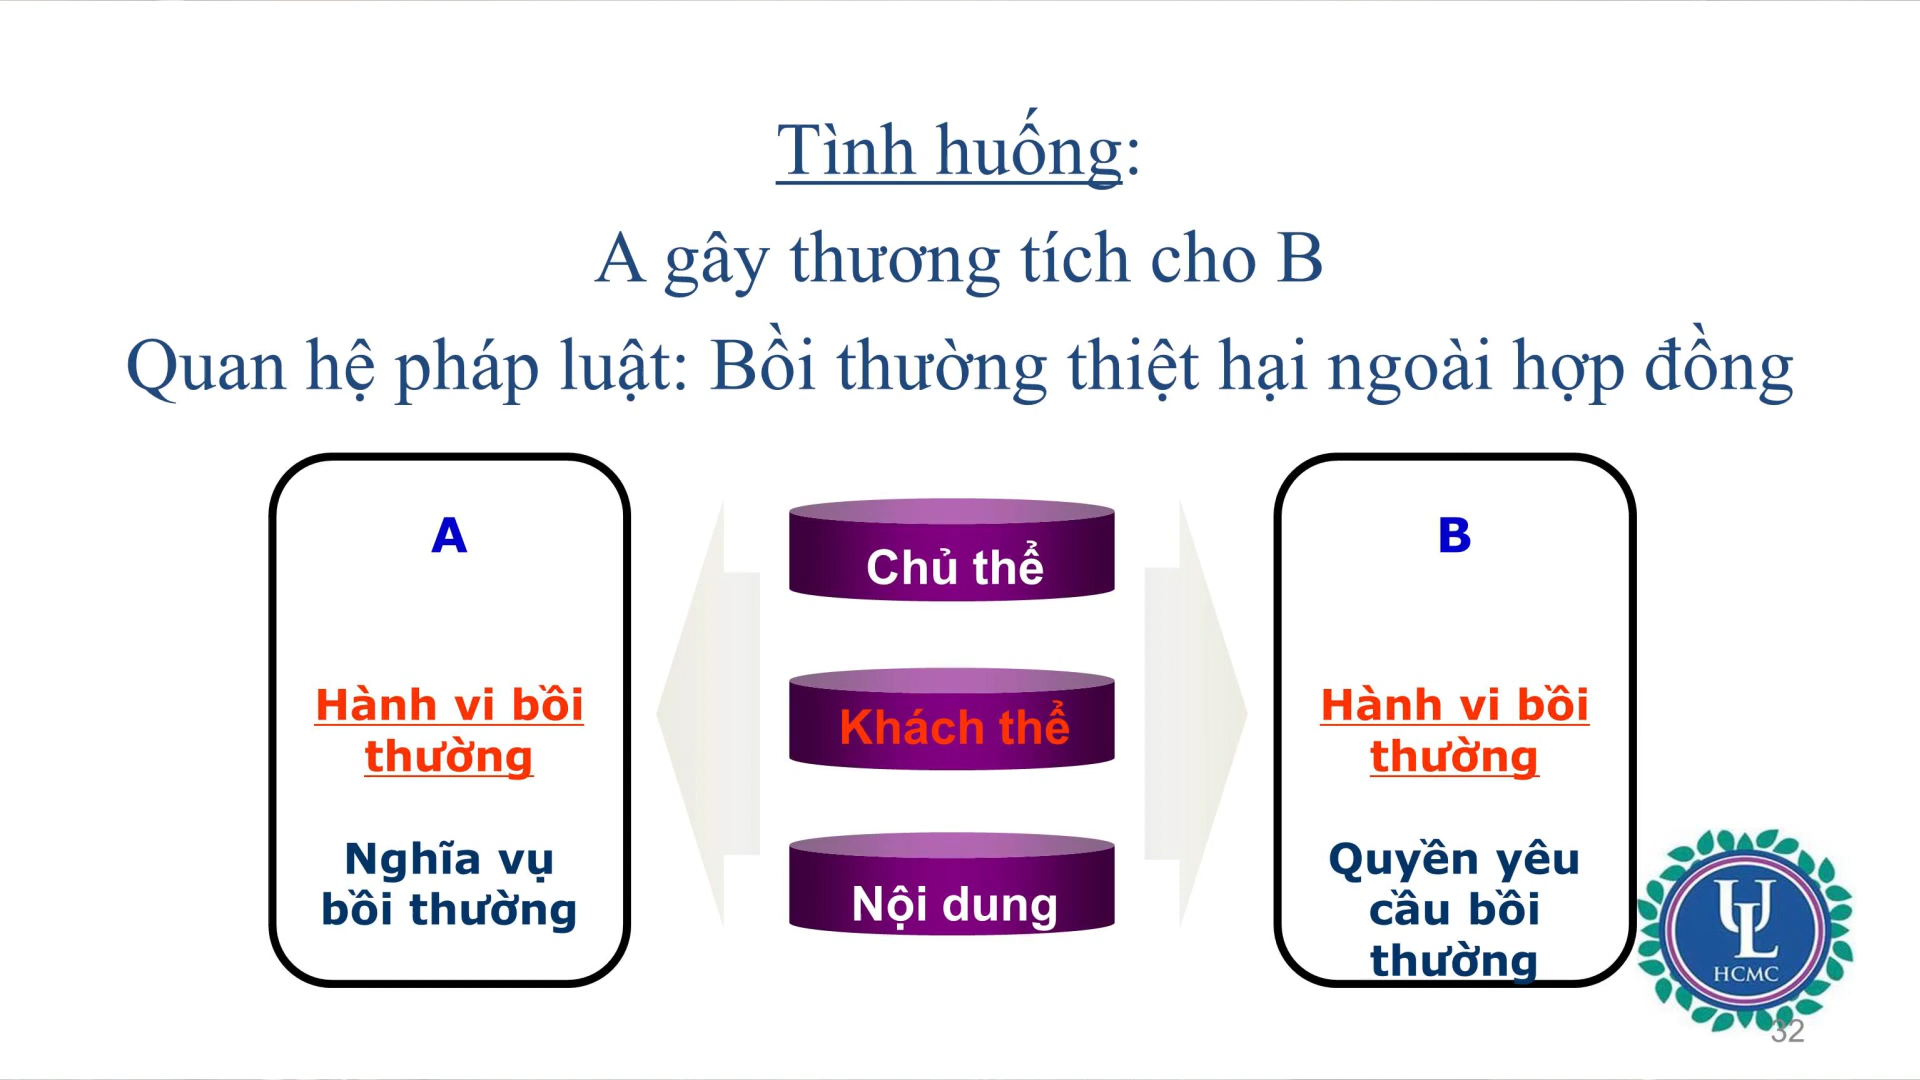 Tình huống:
A gây thương tích cho B
Quan hệ pháp luật: Bồi thường thiệt hại ngoài hợp đồng
A
Hành vi bồi
thường
Nghĩa vụ
bồi thường
Chủ thể
Khách thể
Nội dung
B
Hành vi bồi
thường
Quyền yêu
cầu bồi
thường
UL
HCMC
32